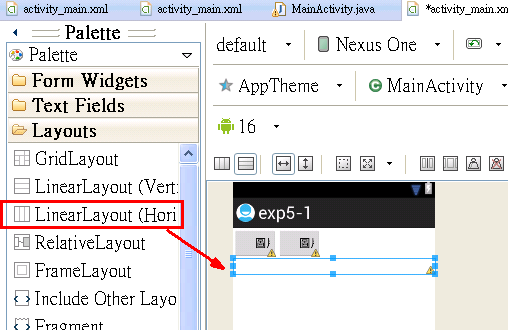 activity_main.xml
activity_main.xml
MainActivity.java
*activity_main.xm
Palette
Palette
Form Widgets
Text Fields
Layouts
GridLayout
LinearLayout (Vert
LinearLayout (Hori
RelativeLayout
FrameLayout
Include Other Layo
Fragment
default
Nexus One
AppTheme
MainActivity
16
exp5-1